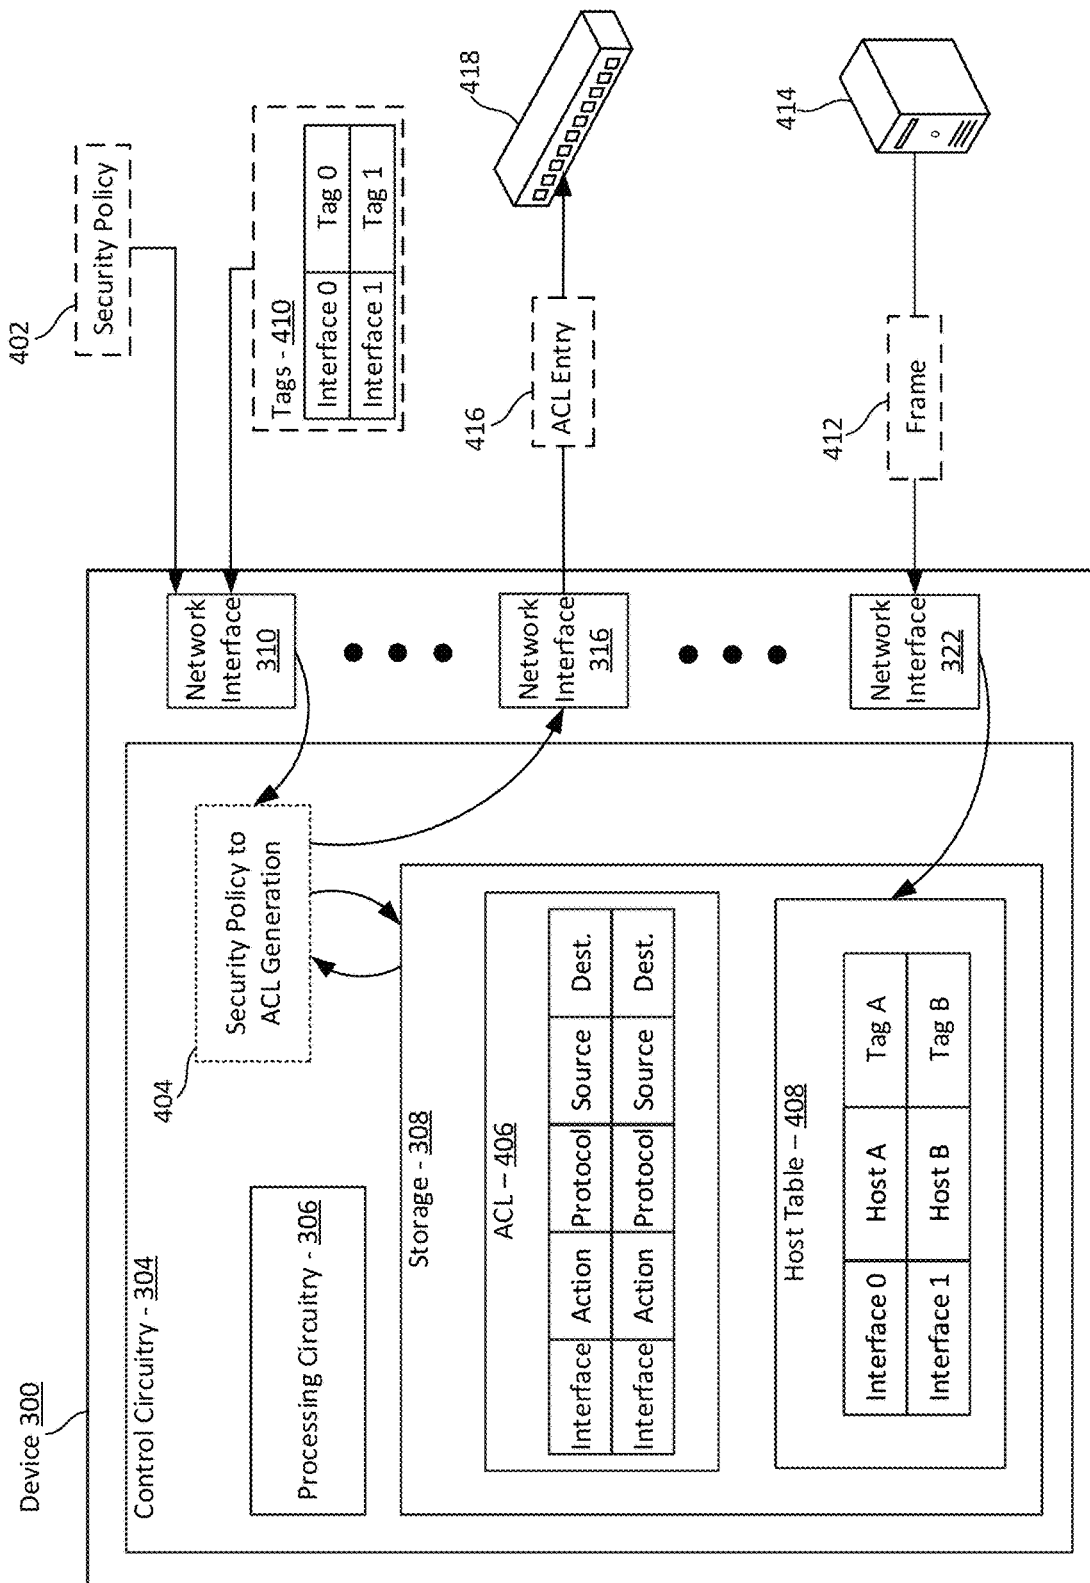 Device 300
Control Circuitry - 304
Processing Circuitry - 306
404
Security Policy to
ACL Generation
Storage - 308
ACL – 406
Interface Action Protocol Source Dest.
Interface Action Protocol Source Dest.
Host Table – 408
Interface 0 Host A Tag A
Interface 1 Host B Tag B
Network
Interface
310
Network
Interface
316
Network
Interface
322
402
Security Policy
Tags - 410
Interface 0 Tag 0
Interface 1 Tag 1
416
ACL Entry
418
412
Frame
414